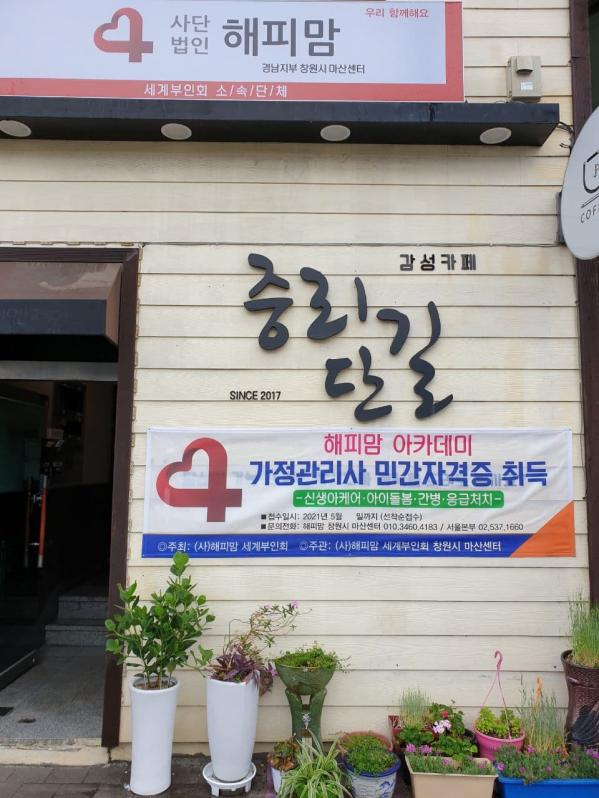 우리 함께해요
사단
법인 해피맘
경남지부 창원시 마산센터
세계부인회 소/속/단/체
감성카페
중리
단길
SINCE 2017
해피맘 아카데미
가정관리사 민간자격증 취득
-신생아케어·아이돌봄·간병·응급처치-
■접수일시: 2021년 5월 일까지 (선착순접수)
■문의전화: 해피맘 창원시 마산센터 010.3460.4183 / 서울본부 02.537.1660
◎주최: (사)해피맘 세계부인회 ◎주관: (사)해피맘 세계부인회 창원시 마산센터